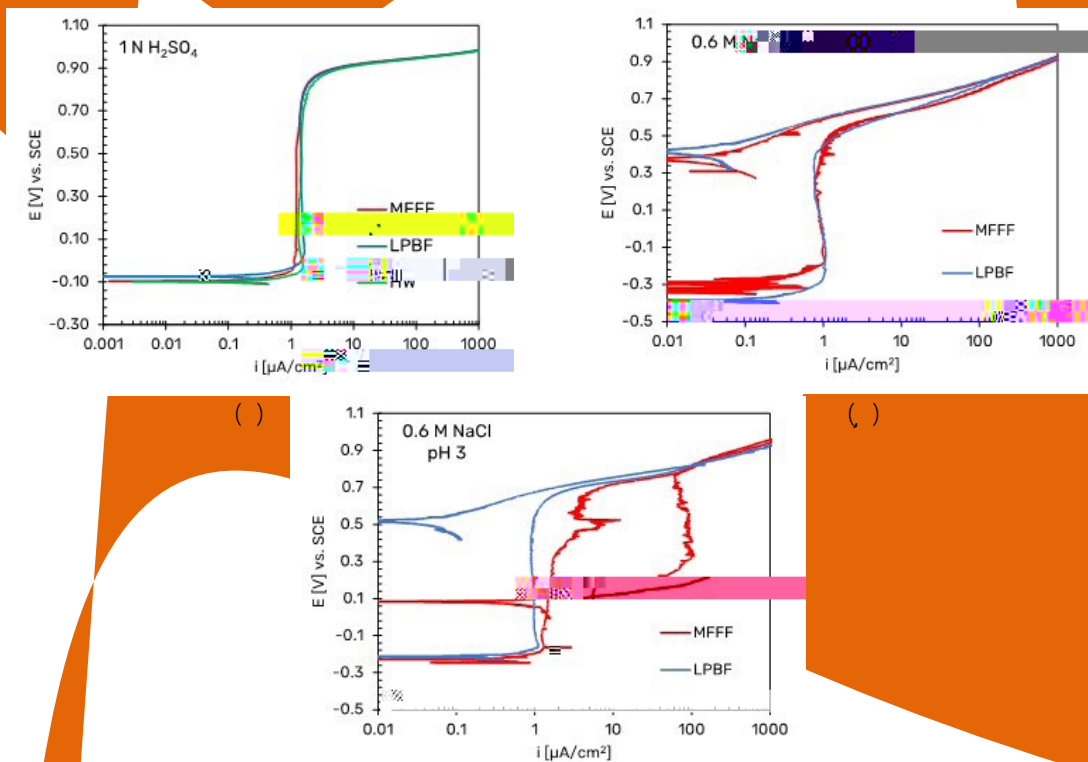 1 N H₂SO₄
E [V] vs. SCE
1.10
0.90
0.70
0.50
0.30
0.10
-0.10
-0.30
MFFF
LPBF
0.001 0.01 0.1 1 10 100 1000
i [µA/cm²]
0.6 M
E [V] vs. SCE
1.1
0.9
0.7
0.5
0.3
0.1
-0.1
-0.3
-0.5
MFFF
LPBF
0.01 0.1 1 10 100 1000
i [µA/cm²]
( )
( )
0.6 M NaCl
pH 3
E [V] vs. SCE
1.1
0.9
0.7
0.5
0.3
0.1
-0.1
-0.3
-0.5
MFFF
LPBF
0.01 0.1 1 10 100 1000
i [µA/cm²]